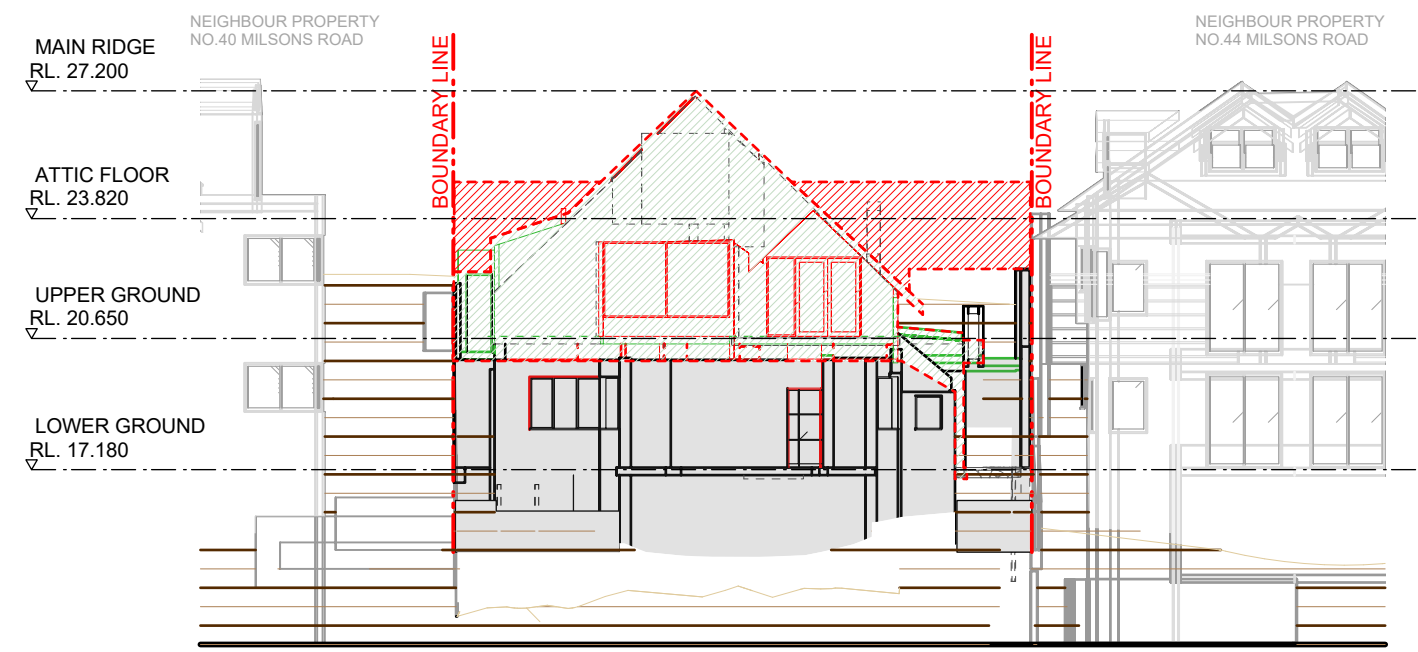 NEIGHBOUR PROPERTY
NO.40 MILSONS ROAD
NEIGHBOUR PROPERTY
NO.44 MILSONS ROAD
MAIN RIDGE
RL. 27.200
BOUNDARY LINE
BOUNDARY LINE
ATTIC FLOOR
RL. 23.820
UPPER GROUND
RL. 20.650
LOWER GROUND
RL. 17.180